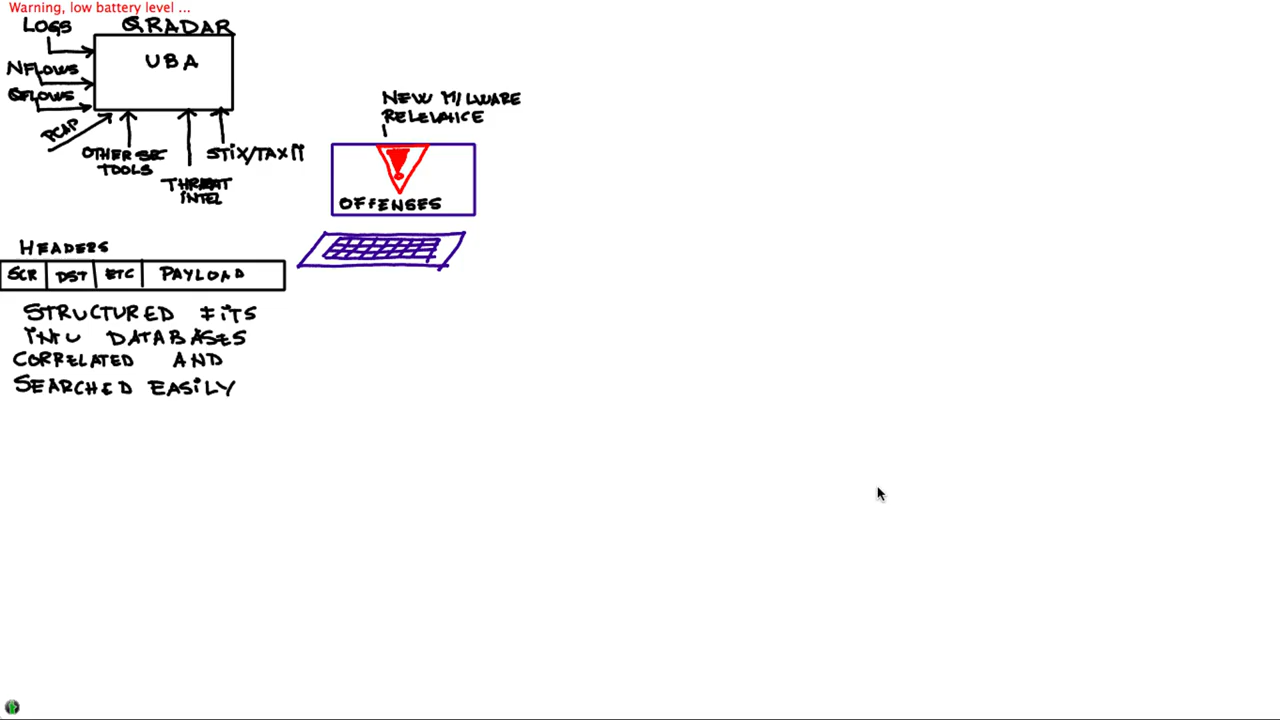 Warning, low battery level ...
LOGS
QRADAR
UBA
NFLOWS
QFLOWS
PCAP
OTHER SEC
TOOLS
STIX/TAXII
THREAT
INTEL
NEW M/LWARE
RELEVANCE
OFFENSES
HEADERS
SCR DST ETC PAYLOAD
STRUCTURED FITS
INTO DATABASES
CORRELATED AND
SEARCHED EASILY